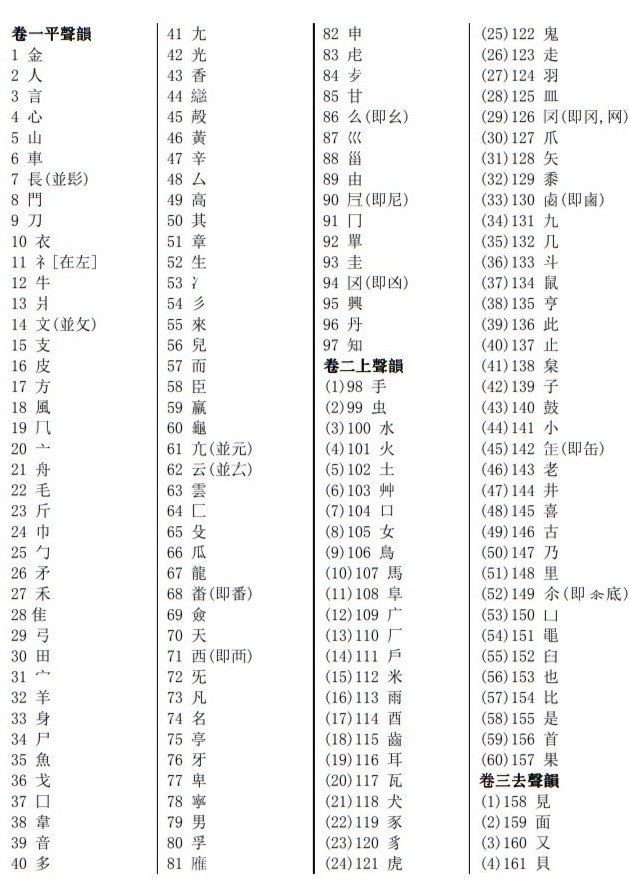 卷一平聲韻
1 金
2 人
3 言
4 心
5 山
6 車
7 長(並髟)
8 門
9 刀
10 衣
11 礻[在左]
12 牛
13 爿
14 文(並攵)
15 支
16 皮
17 方
18 風
19 𠘨
20 亠
21 舟
22 毛
23 斤
24 巾
25 勹
26 矛
27 禾
28 隹
29 弓
30 田
31 宀
32 羊
33 身
34 尸
35 魚
36 戈
37 囗
38 韋
39 音
40 多
41 尢
42 光
43 香
44 䜌
45 㱿
46 黃
47 辛
48 厶
49 高
50 其
51 章
52 生
53 冫
54 彡
55 來
56 兒
57 而
58 臣
59 嬴
60 龜
61 亢(並元)
62 云(並厷)
63 雲
64 匚
65 殳
66 瓜
67 龍
68 畨(即番)
69 僉
70 天
71 西(即襾)
72 旡
73 凡
74 名
75 亭
76 牙
77 卑
78 寧
79 男
80 孚
81 雁
82 申
83 虍
84 歺
85 甘
86 么(即幺)
87 巛
88 甾
89 由
90 𡰥(即尼)
91 冂
92 單
93 圭
94 㓙(即凶)
95 興
96 丹
97 知
卷二上聲韻
(1)98 手
(2)99 虫
(3)100 水
(4)101 火
(5)102 土
(6)103 艸
(7)104 口
(8)105 女
(9)106 鳥
(10)107 馬
(11)108 阜
(12)109 广
(13)110 厂
(14)111 戶
(15)112 米
(16)113 雨
(17)114 酉
(18)115 齒
(19)116 耳
(20)117 瓦
(21)118 犬
(22)119 豕
(23)120 豸
(24)121 虎
(25)122 鬼
(26)123 走
(27)124 羽
(28)125 皿
(29)126 𦉰(即冈,网)
(30)127 爪
(31)128 矢
(32)129 黍
(33)130 鹵(即鹵)
(34)131 九
(35)132 几
(36)133 斗
(37)134 鼠
(38)135 亨
(39)136 此
(40)137 止
(41)138 枲
(42)139 子
(43)140 鼓
(44)141 小
(45)142 𦈢(即缶)
(46)143 老
(47)144 井
(48)145 喜
(49)146 古
(50)147 乃
(51)148 里
(52)149 尒(即尒底)
(53)150 凵
(54)151 黽
(55)152 臼
(56)153 也
(57)154 比
(58)155 是
(59)156 首
(60)157 果
卷三去聲韻
(1)158 見
(2)159 面
(3)160 又
(4)161 貝